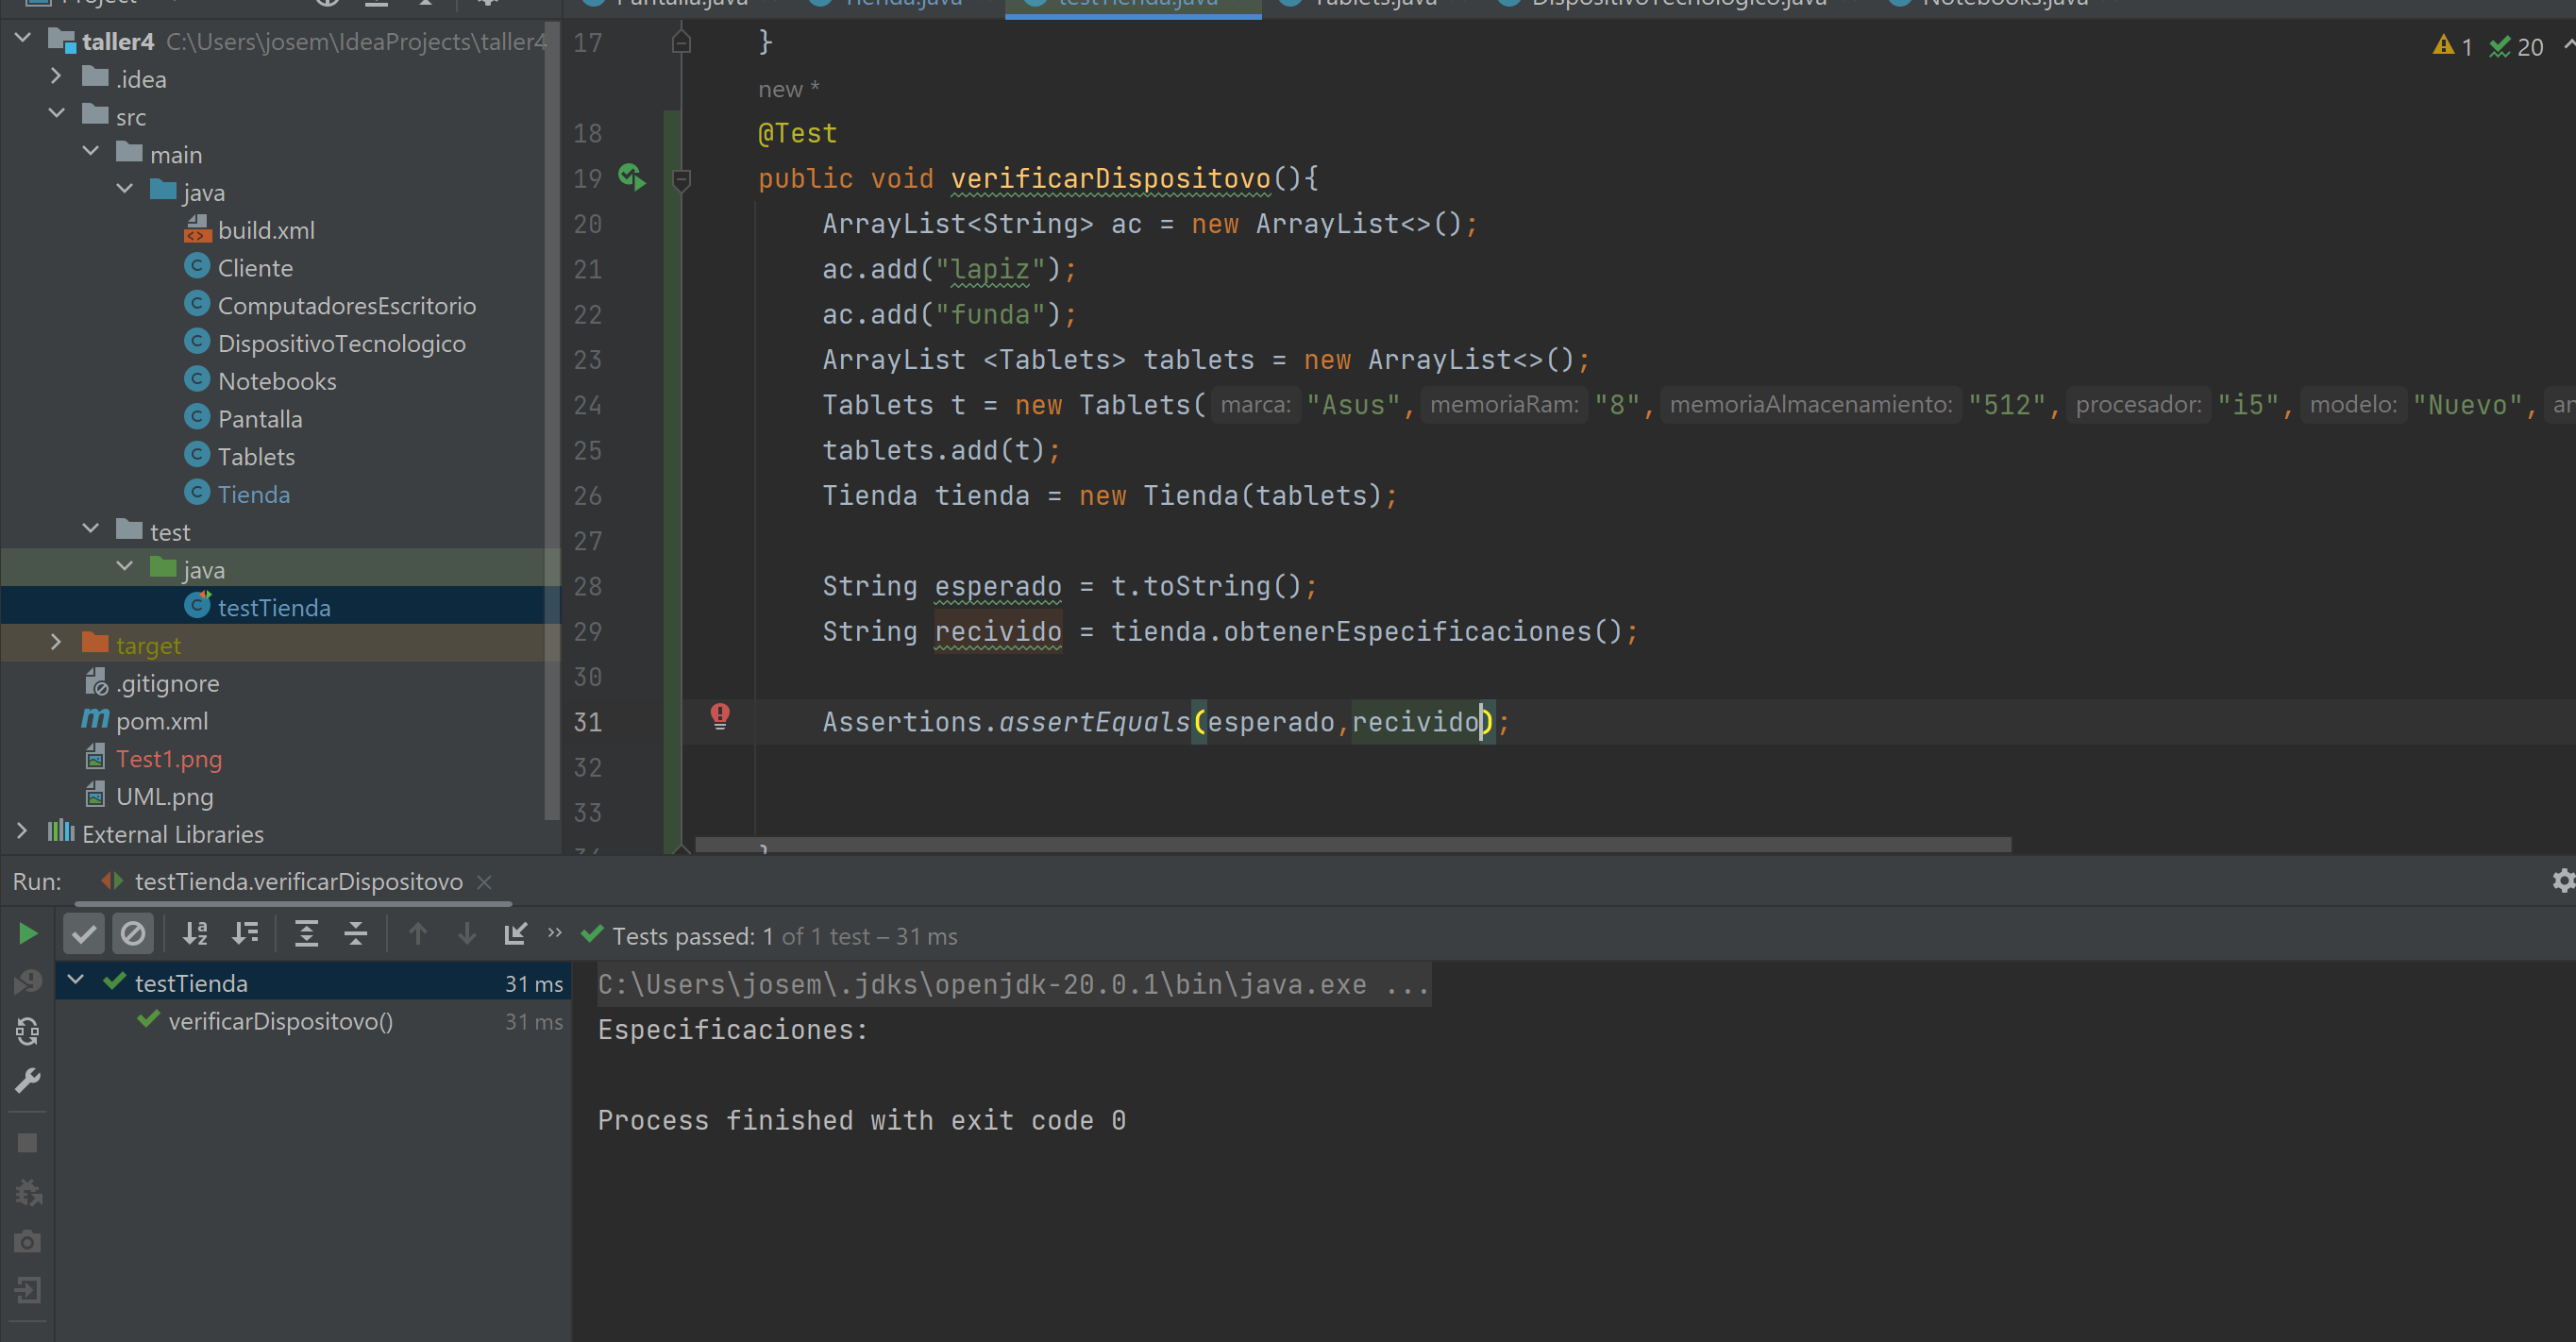 Project
Pantalla.java Tienda.java testTienda.java Tablets.java DispositivoTecnologico.java Notebooks.java
taller4 C:\Users\josem\IdeaProjects\taller4
.idea
src
main
java
build.xml
Cliente
ComputadoresEscritorio
DispositivoTecnologico
Notebooks
Pantalla
Tablets
Tienda
test
java
testTienda
target
.gitignore
pom.xml
Test1.png
UML.png
External Libraries
1 20
17 }
new *
18 @Test
19 public void verificarDispositovo(){
20 ArrayList<String> ac = new ArrayList<>();
21 ac.add("lapiz");
22 ac.add("funda");
23 ArrayList <Tablets> tablets = new ArrayList<>();
24 Tablets t = new Tablets( marca: "Asus", memoriaRam: "8", memoriaAlmacenamiento: "512", procesador: "i5", modelo: "Nuevo",
25 tablets.add(t);
26 Tienda tienda = new Tienda(tablets);
27
28 String esperado = t.toString();
29 String recivido = tienda.obtenerEspecificaciones();
30
31 Assertions.assertEquals(esperado,recivido);
32
33
34 }
Run: testTienda.verificarDispositovo
Tests passed: 1 of 1 test – 31 ms
testTienda 31 ms
verificarDispositovo() 31 ms
C:\Users\josem\.jdks\openjdk-20.0.1\bin\java.exe ...
Especificaciones:
Process finished with exit code 0